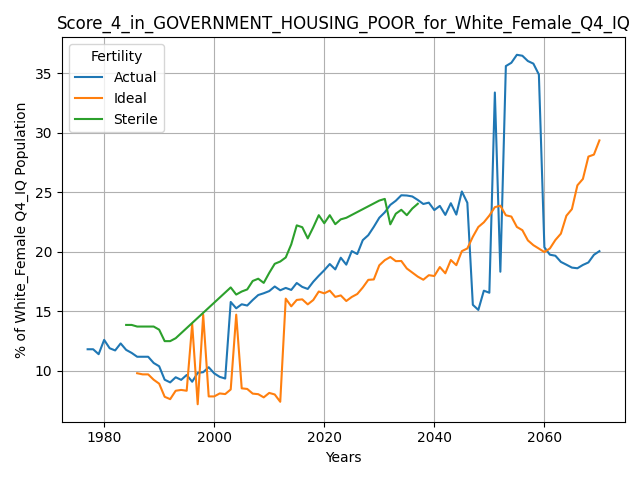 Score_4_in_GOVERNMENT_HOUSING_POOR_for_White_Female_Q4_IQ
Fertility
Actual
Ideal
Sterile
% of White_Female Q4_IQ Population
35
30
25
20
15
10
1980 2000 2020 2040 2060
Years